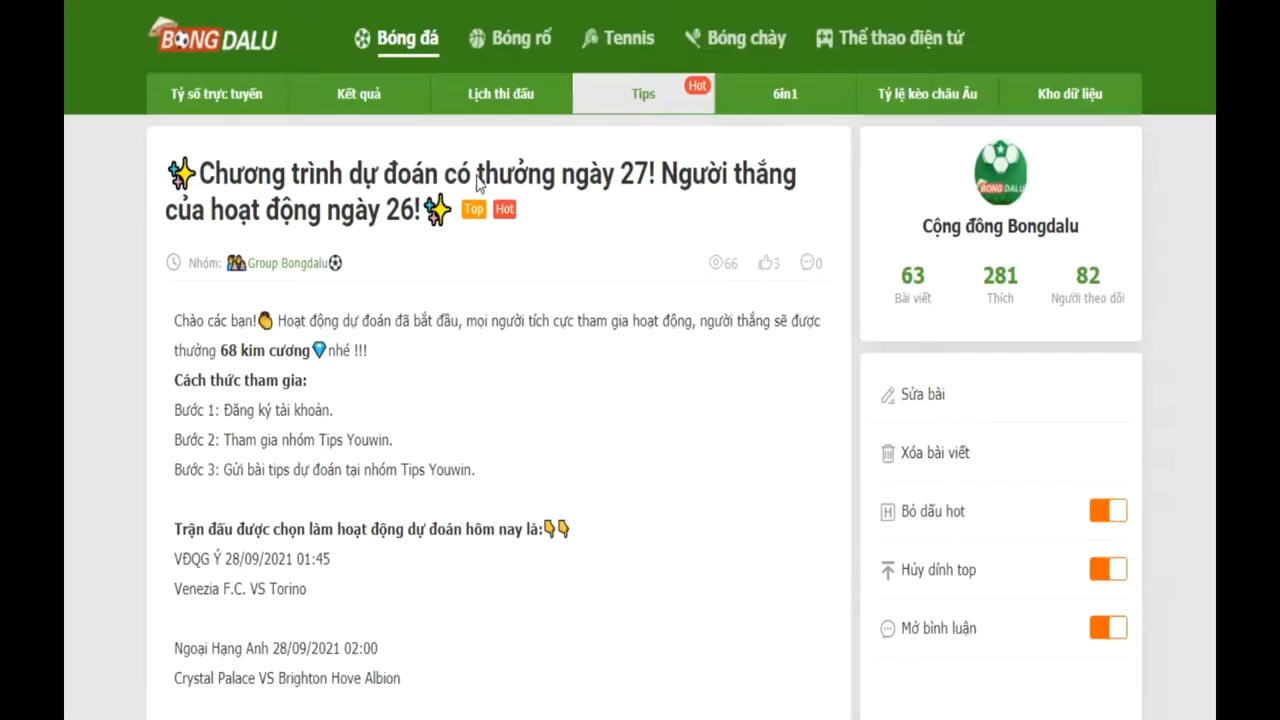 BONG DALU
Bóng đá
Bóng rổ
Tennis
Bóng chày
Thể thao điện tử
Tỷ số trực tuyến
Kết quả
Lịch thi đấu
Tips
Hot
6in1
Tỷ lệ kèo châu Âu
Kho dữ liệu
✨Chương trình dự đoán có thưởng ngày 27! Người thắng
của hoạt động ngày 26!✨ Top Hot
Nhóm: Group Bongdalu⚽
66
3
0
Chào các bạn!👏 Hoạt động dự đoán đã bắt đầu, mọi người tích cực tham gia hoạt động, người thắng sẽ được
thưởng 68 kim cương💎nhé !!!
Cách thức tham gia:
Bước 1: Đăng ký tài khoản.
Bước 2: Tham gia nhóm Tips Youwin.
Bước 3: Gửi bài tips dự đoán tại nhóm Tips Youwin.
Trận đấu được chọn làm hoạt động dự đoán hôm nay là:👇👇
VĐQG Ý 28/09/2021 01:45
Venezia F.C. VS Torino
Ngoại Hạng Anh 28/09/2021 02:00
Crystal Palace VS Brighton Hove Albion
BONG DALU
Cộng đồng Bongdalu
63
281
82
Bài viết
Thích
Người theo dõi
Sửa bài
Xóa bài viết
H Bỏ dấu hot
Hủy dính top
Mở bình luận